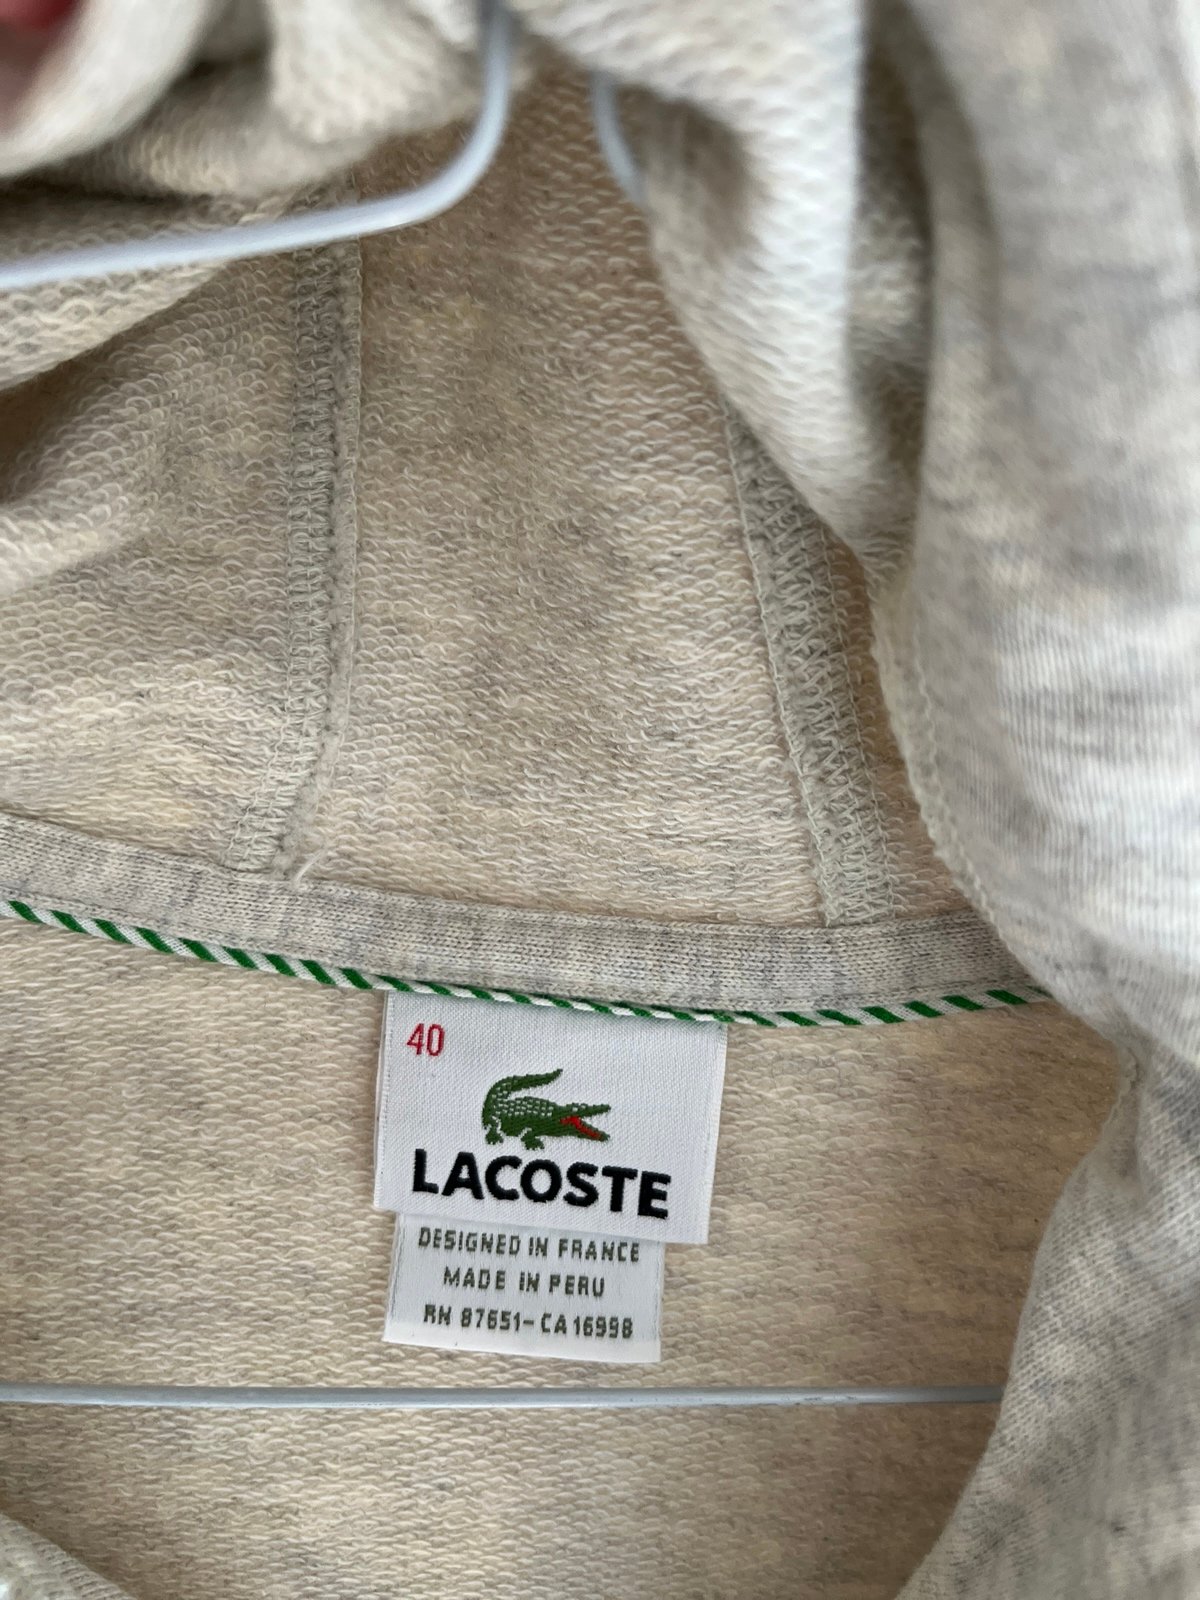 40
LACOSTE
DESIGNED IN FRANCE
MADE IN PERU
RN 87651-CA 16998